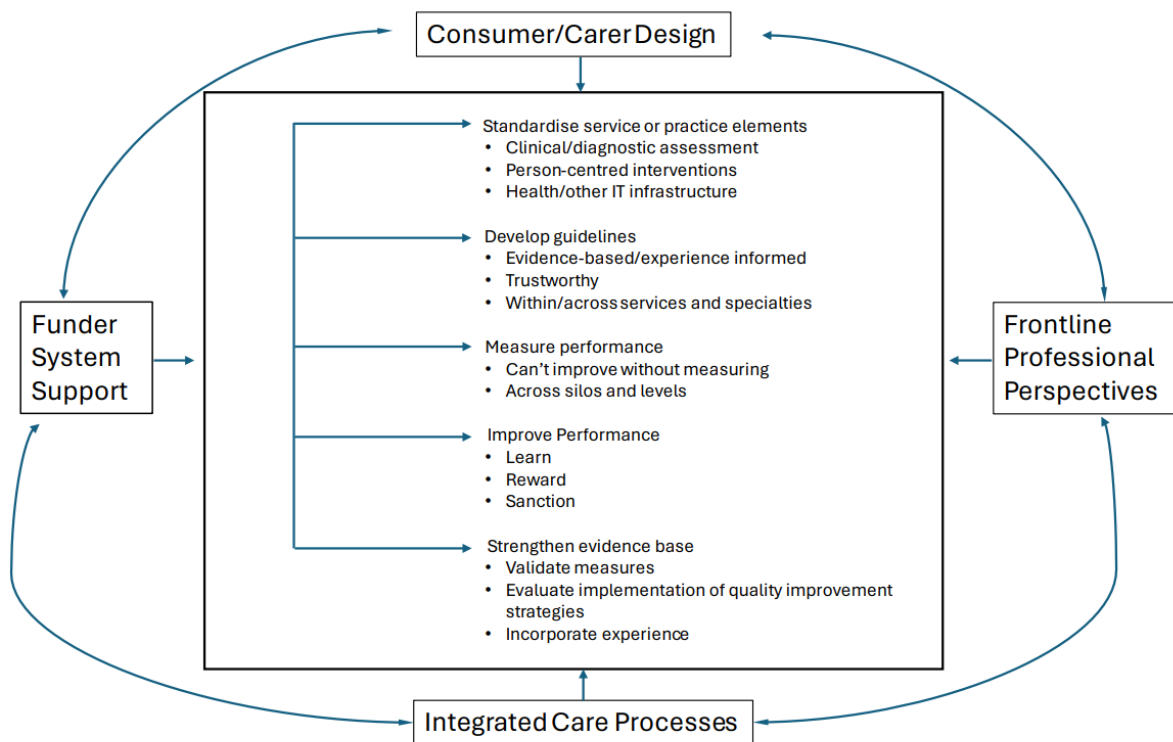 Consumer/Carer Design
Standardise service or practice elements
• Clinical/diagnostic assessment
• Person-centred interventions
• Health/other IT infrastructure
Develop guidelines
• Evidence-based/experience informed
• Trustworthy
• Within/across services and specialties
Measure performance
• Can't improve without measuring
• Across silos and levels
Improve Performance
• Learn
• Reward
• Sanction
Strengthen evidence base
• Validate measures
• Evaluate implementation of quality improvement
strategies
• Incorporate experience
Funder
System
Support
Frontline
Professional
Perspectives
Integrated Care Processes